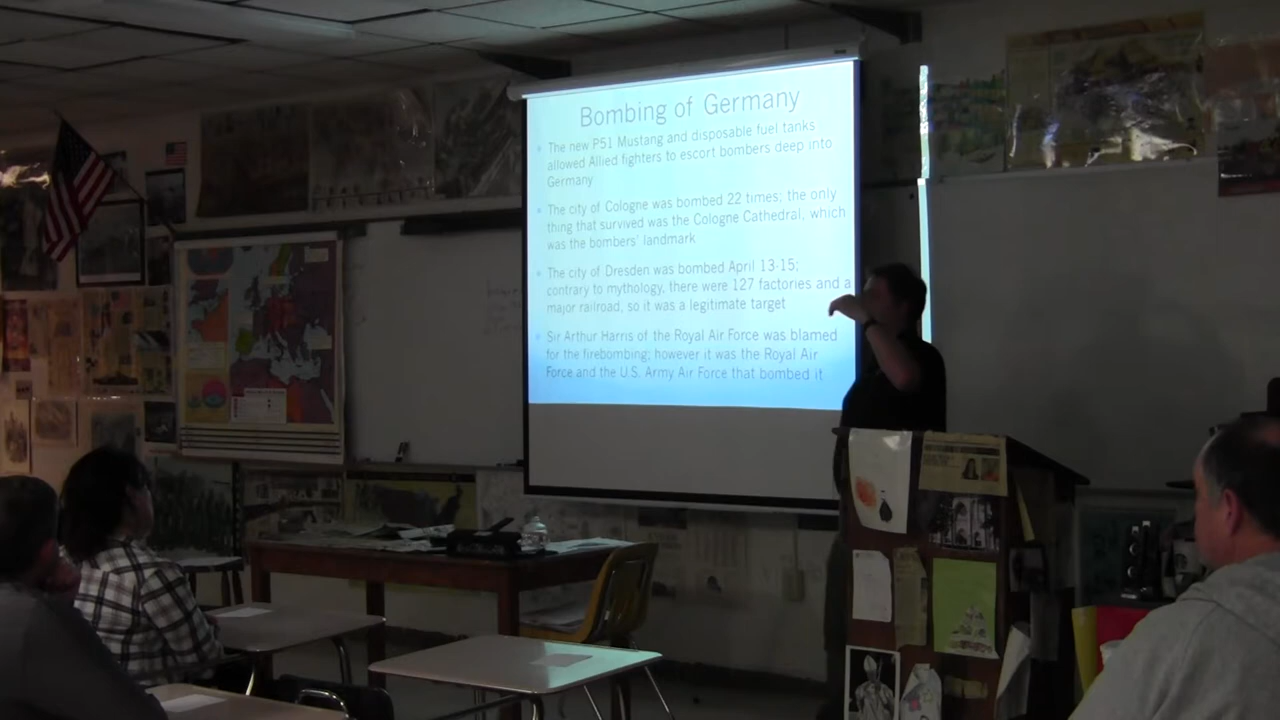 Bombing of Germany
The new P51 Mustang and disposable fuel tanks
allowed Allied fighters to escort bombers deep into
Germany
The city of Cologne was bombed 22 times; the only
thing that survived was the Cologne Cathedral, which
was the bombers' landmark
The city of Dresden was bombed April 13-15;
contrary to mythology, there were 127 factories and a
major railroad, so it was a legitimate target
Sir Arthur Harris of the Royal Air Force was blamed
for the firebombing; however it was the Royal Air
Force and the U.S. Army Air Force that bombed it